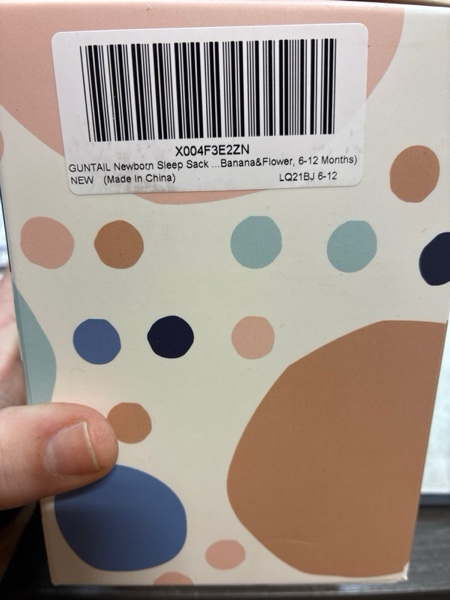 X004F3E2ZN
GUNTAIL Newborn Sleep Sack ...Banana&Flower, 6-12 Months)
NEW (Made in China) LQ21BJ 6-12